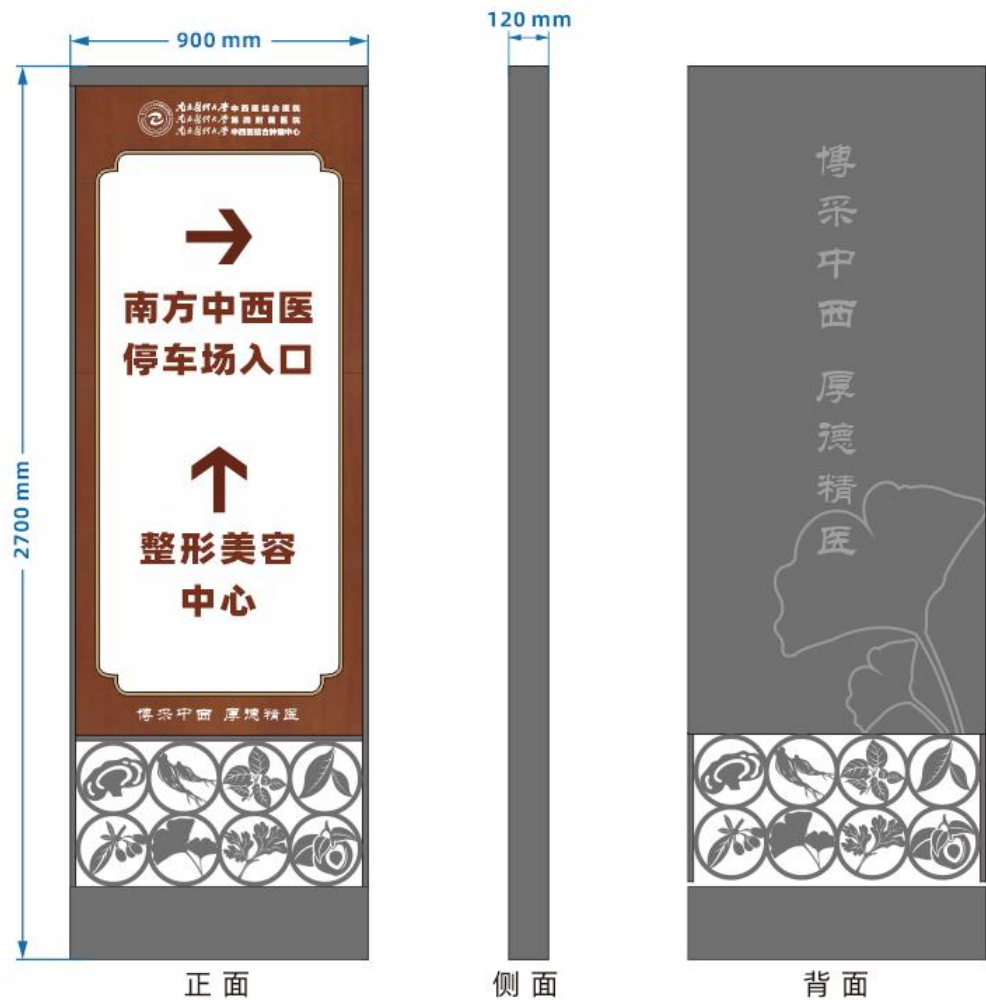 900 mm
120 mm
2700 mm
南方医科大学中西医结合医院
南方医科大学第四附属医院
南方医科大学中西医结合肿瘤中心
南方中西医
停车场入口
整形美容
中心
博采中西 厚德精医
博采中西 厚德精医
正面
侧面
背面